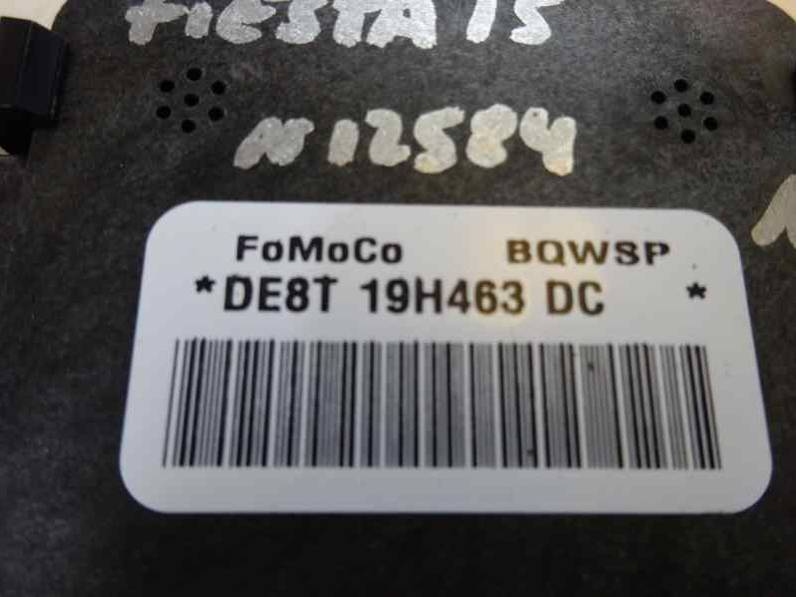 FIESTA 15
N 12584
FoMoCo BQWSP
*DE8T 19H463 DC *